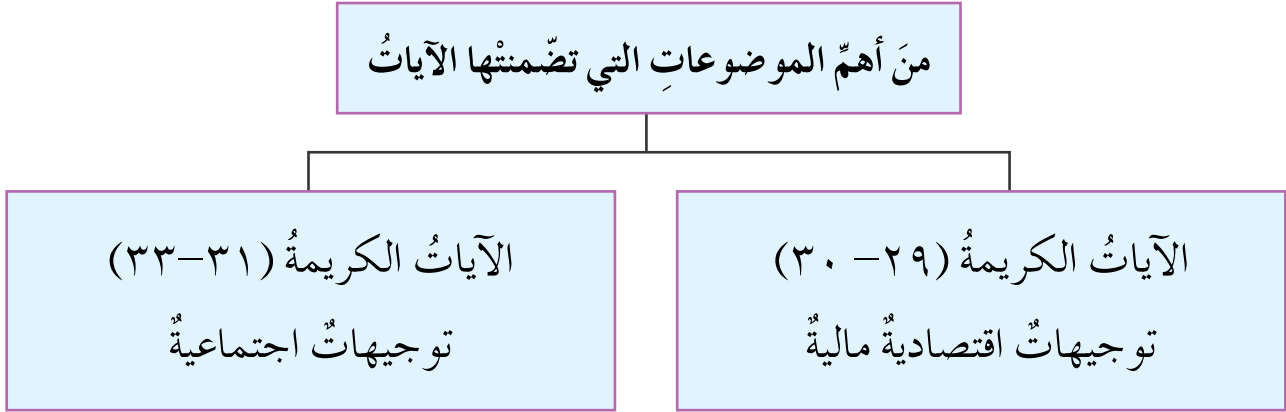 منَ أهمِّ الموضوعاتِ التي تضّمنتْها الآياتُ
الآياتُ الكريمةُ (٢٩– ٣٠)
توجيهاتٌ اقتصاديةٌ ماليةٌ
الآياتُ الكريمةُ (٣١–٣٣)
توجيهاتٌ اجتماعيةٌ